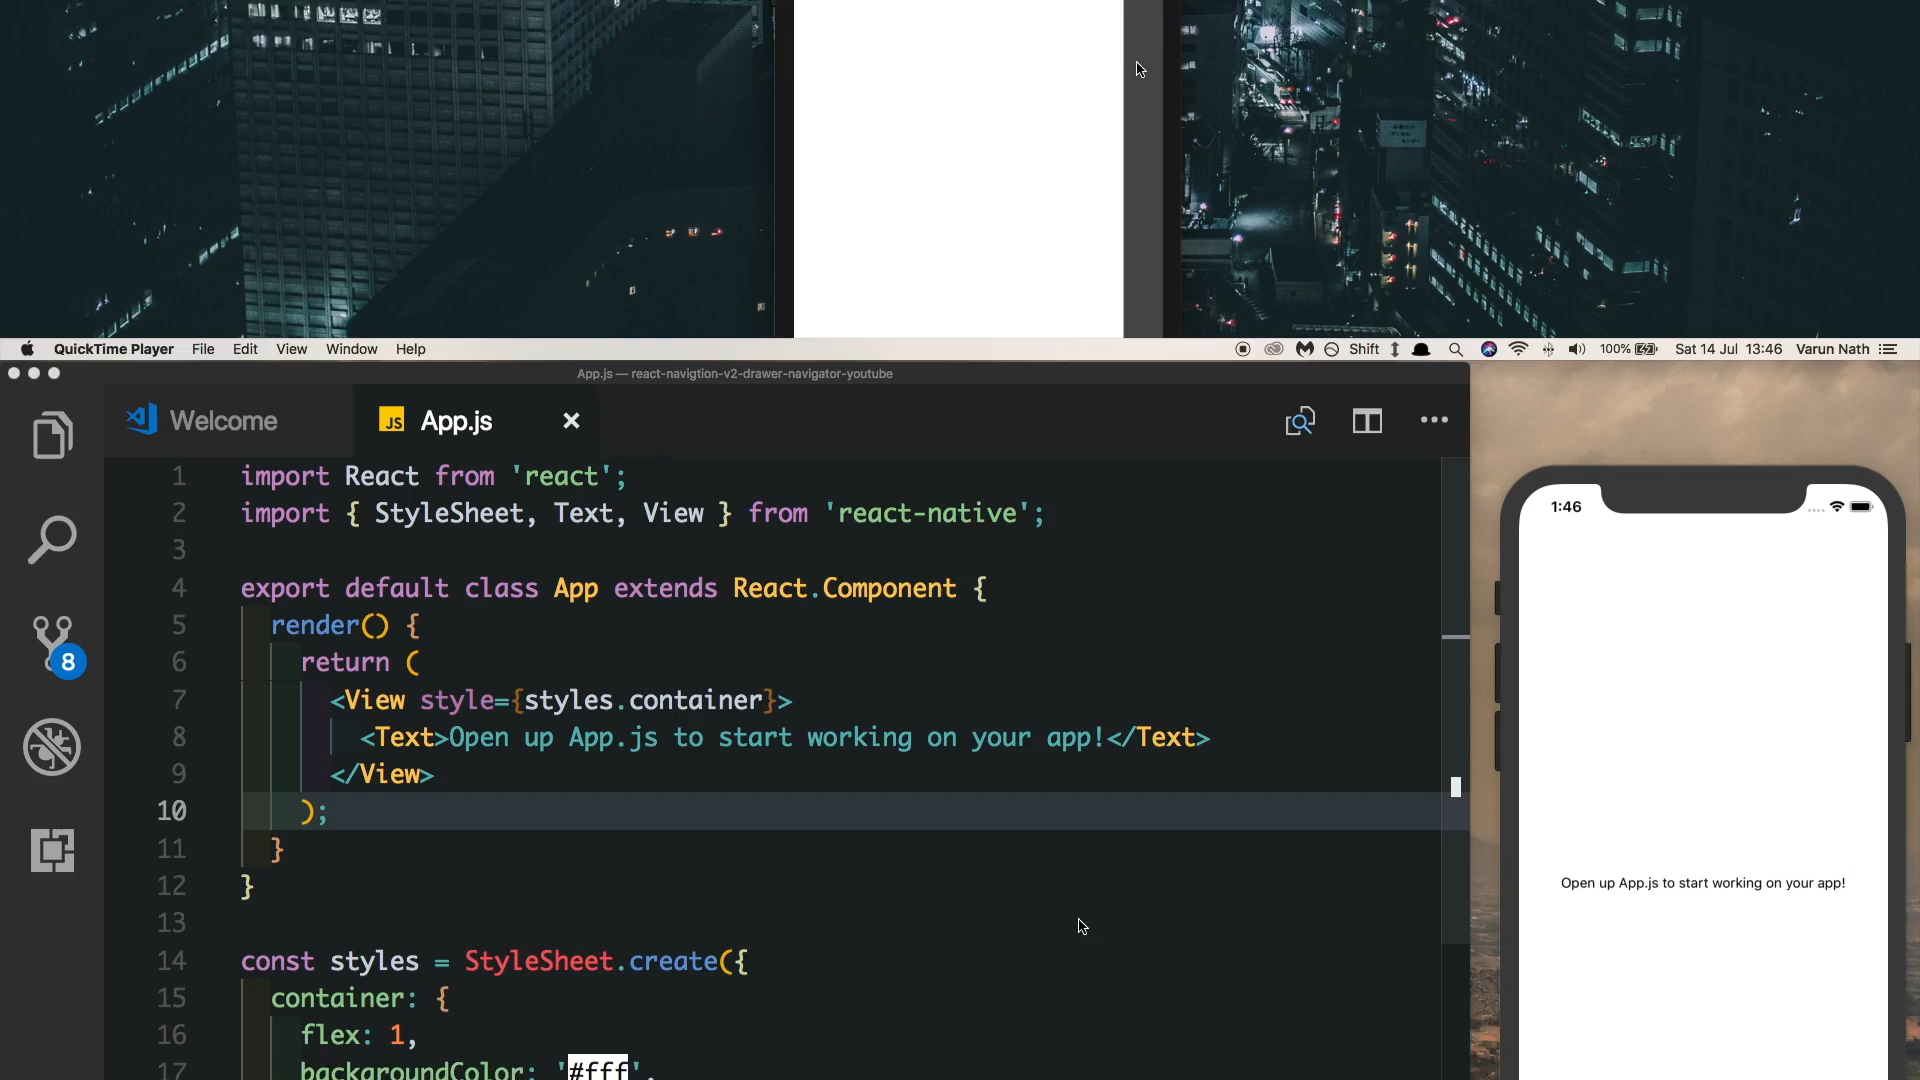 QuickTime Player File Edit View Window Help Shift 100% Sat 14 Jul 13:46 Varun Nath
App.js — react-navigtion-v2-drawer-navigator-youtube
Welcome
JS App.js
1 import React from 'react';
2 import { StyleSheet, Text, View } from 'react-native';
3
4 export default class App extends React.Component {
5 render() {
6 return (
7 <View style={styles.container}>
8 <Text>Open up App.js to start working on your app!</Text>
9 </View>
10 );
11 }
12 }
13
14 const styles = StyleSheet.create({
15 container: {
16 flex: 1,
17 backgroundColor: '#fff',
8
1:46
Open up App.js to start working on your app!